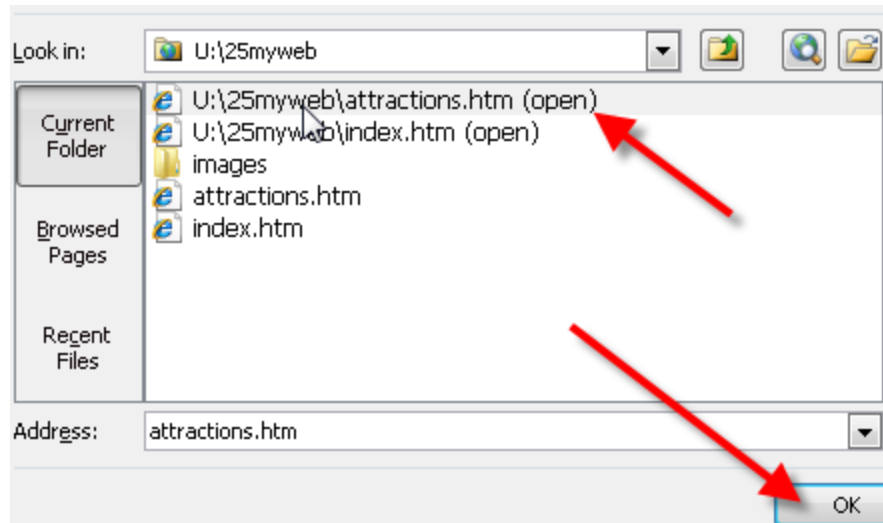 Look in:
U:\25myweb
Current
Folder
U:\25myweb\attractions.htm (open)
U:\25myweb\index.htm (open)
images
attractions.htm
index.htm
Browsed
Pages
Recent
Files
Address:
attractions.htm
OK